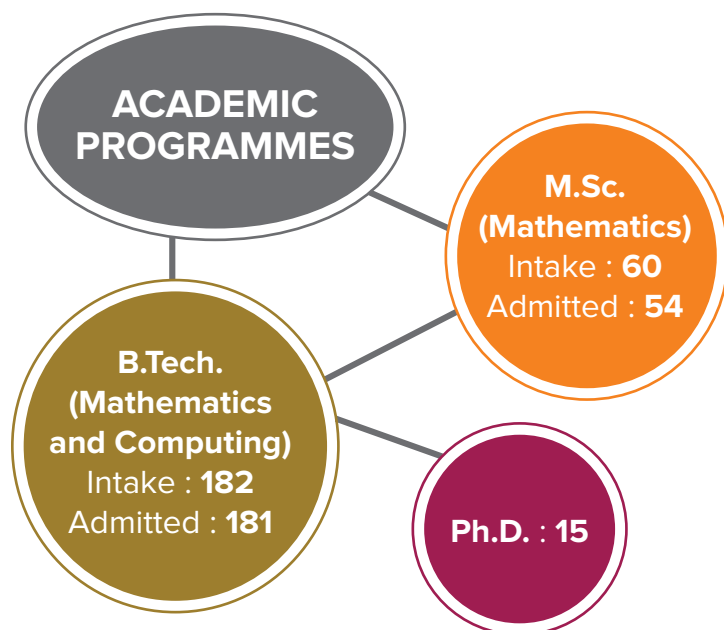 ACADEMIC
PROGRAMMES
M.Sc.
(Mathematics)
Intake : 60
Admitted : 54
B.Tech.
(Mathematics
and Computing)
Intake : 182
Admitted : 181
Ph.D. : 15